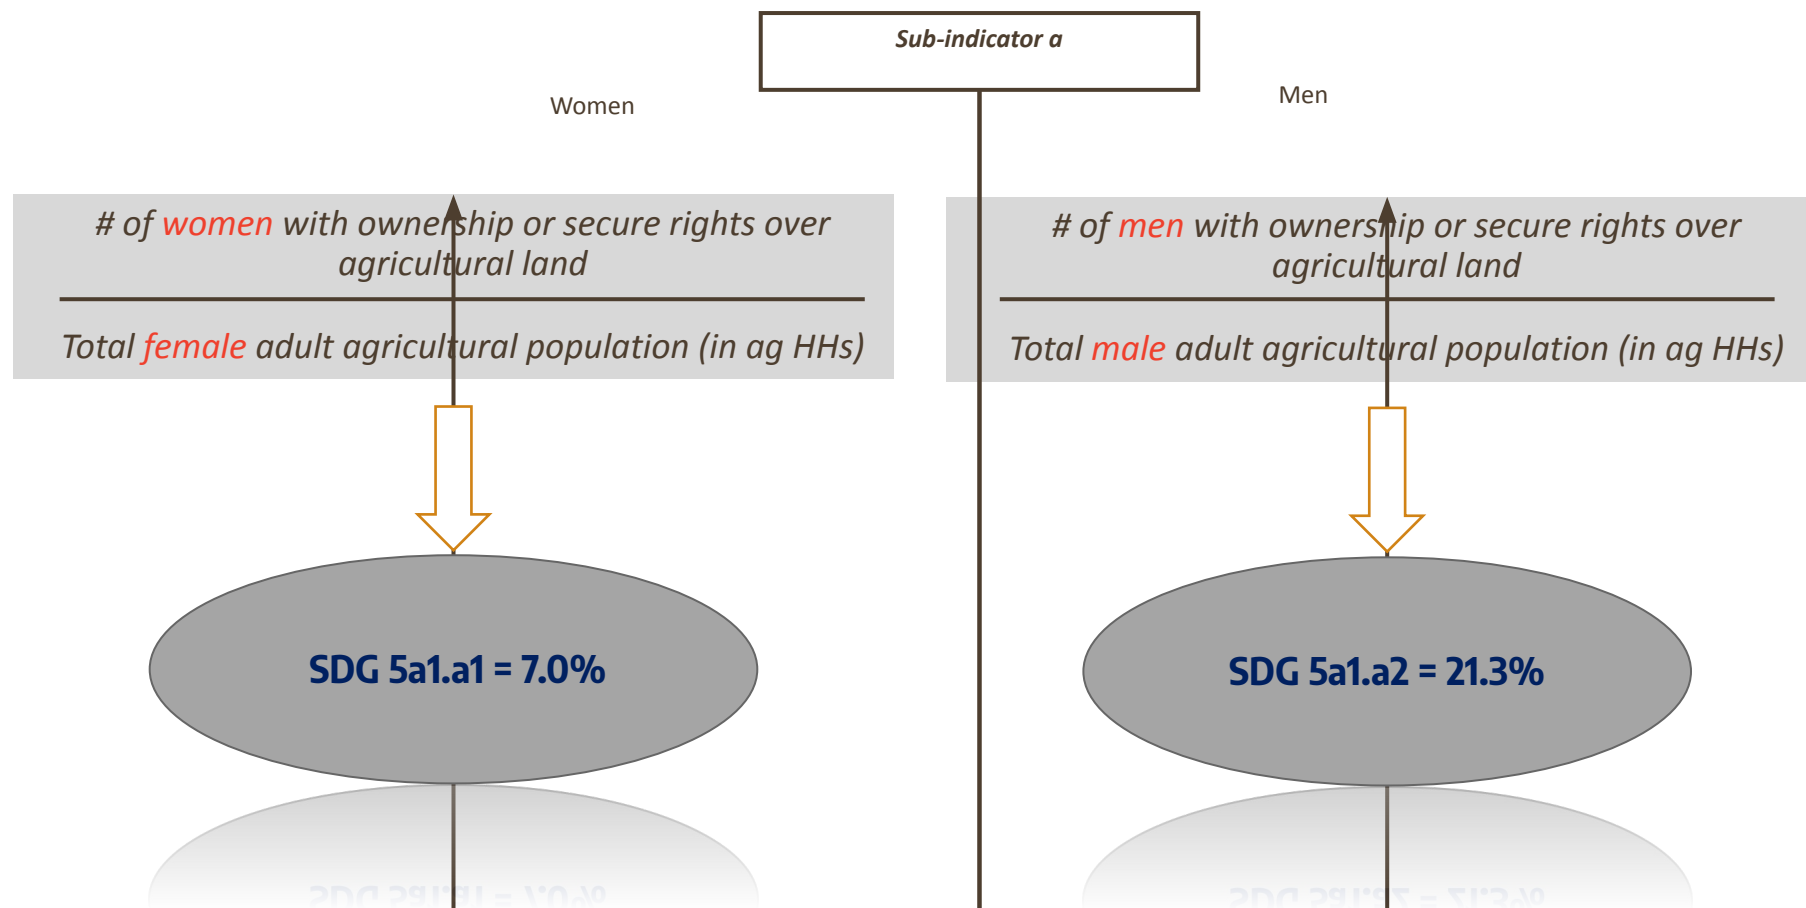 Sub-indicator a
Women
Men
# of women with ownership or secure rights over
agricultural land
Total female adult agricultural population (in ag HHs)
# of men with ownership or secure rights over
agricultural land
Total male adult agricultural population (in ag HHs)
SDG 5a1.a1 = 7.0%
SDG 5a1.a2 = 21.3%